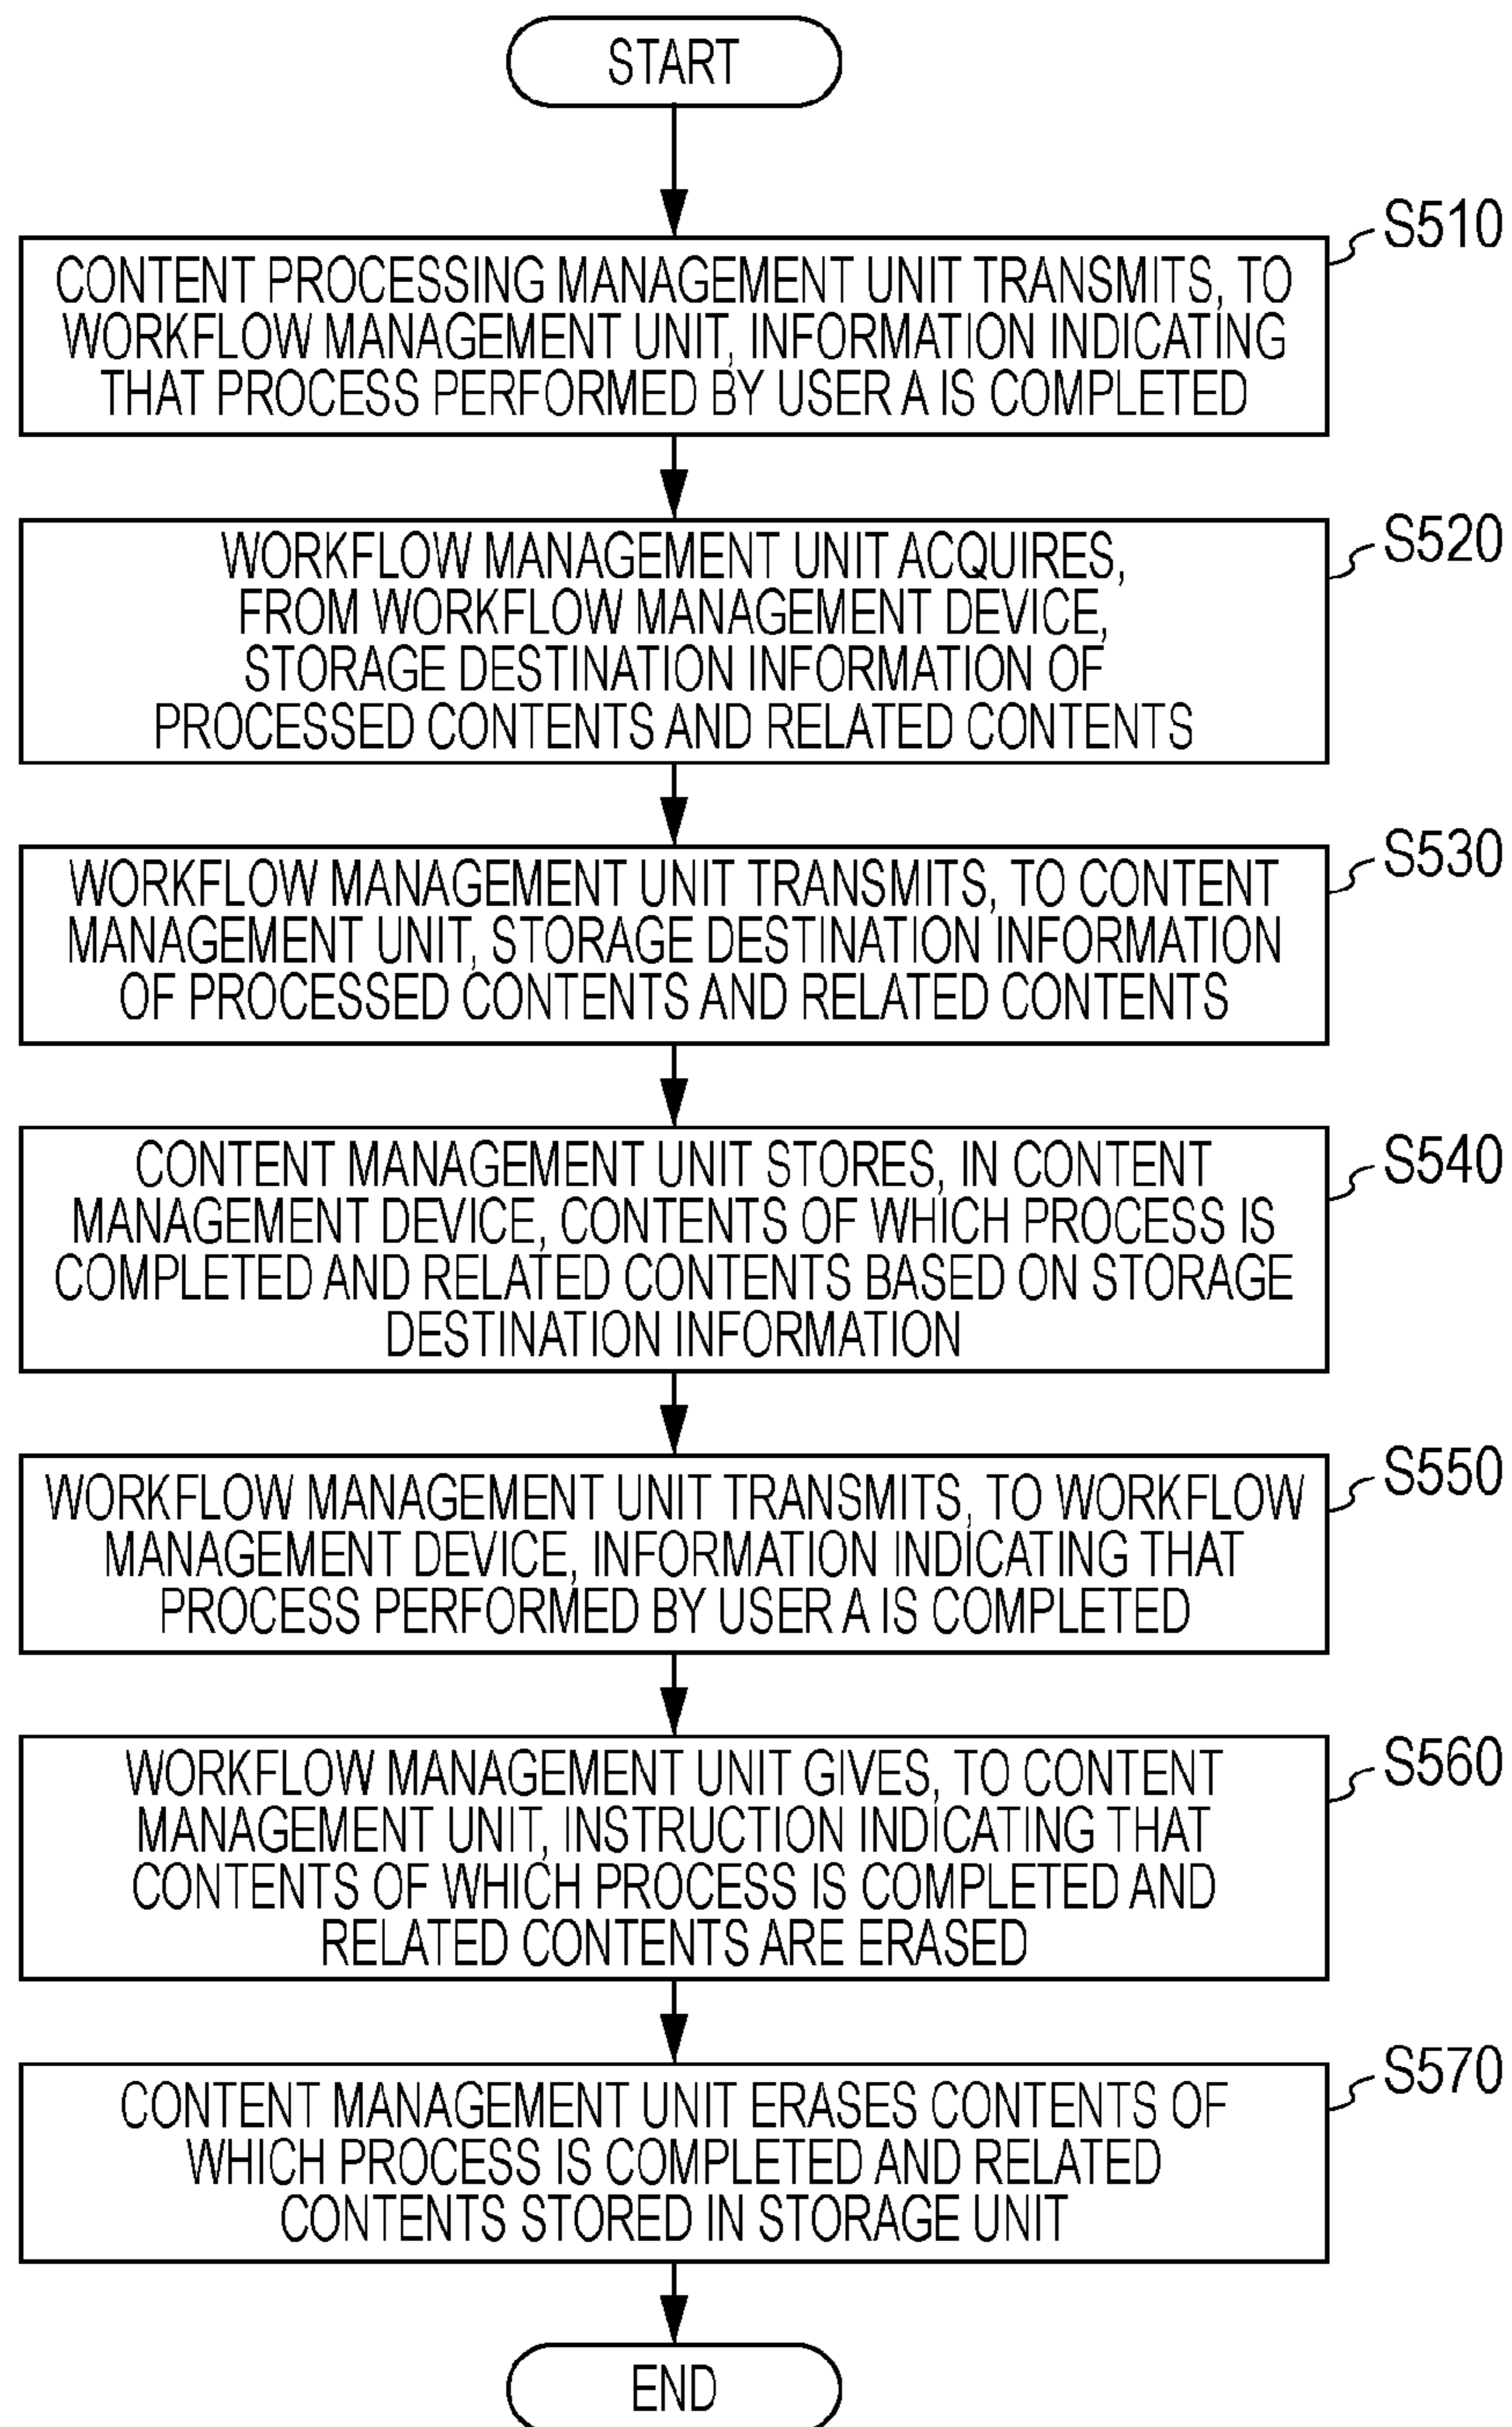 START
S510
CONTENT PROCESSING MANAGEMENT UNIT TRANSMITS, TO
WORKFLOW MANAGEMENT UNIT, INFORMATION INDICATING
THAT PROCESS PERFORMED BY USER A IS COMPLETED
S520
WORKFLOW MANAGEMENT UNIT ACQUIRES,
FROM WORKFLOW MANAGEMENT DEVICE,
STORAGE DESTINATION INFORMATION OF
PROCESSED CONTENTS AND RELATED CONTENTS
S530
WORKFLOW MANAGEMENT UNIT TRANSMITS, TO CONTENT
MANAGEMENT UNIT, STORAGE DESTINATION INFORMATION
OF PROCESSED CONTENTS AND RELATED CONTENTS
S540
CONTENT MANAGEMENT UNIT STORES, IN CONTENT
MANAGEMENT DEVICE, CONTENTS OF WHICH PROCESS IS
COMPLETED AND RELATED CONTENTS BASED ON STORAGE
DESTINATION INFORMATION
S550
WORKFLOW MANAGEMENT UNIT TRANSMITS, TO WORKFLOW
MANAGEMENT DEVICE, INFORMATION INDICATING THAT
PROCESS PERFORMED BY USER A IS COMPLETED
S560
WORKFLOW MANAGEMENT UNIT GIVES, TO CONTENT
MANAGEMENT UNIT, INSTRUCTION INDICATING THAT
CONTENTS OF WHICH PROCESS IS COMPLETED AND
RELATED CONTENTS ARE ERASED
S570
CONTENT MANAGEMENT UNIT ERASES CONTENTS OF
WHICH PROCESS IS COMPLETED AND RELATED
CONTENTS STORED IN STORAGE UNIT
END